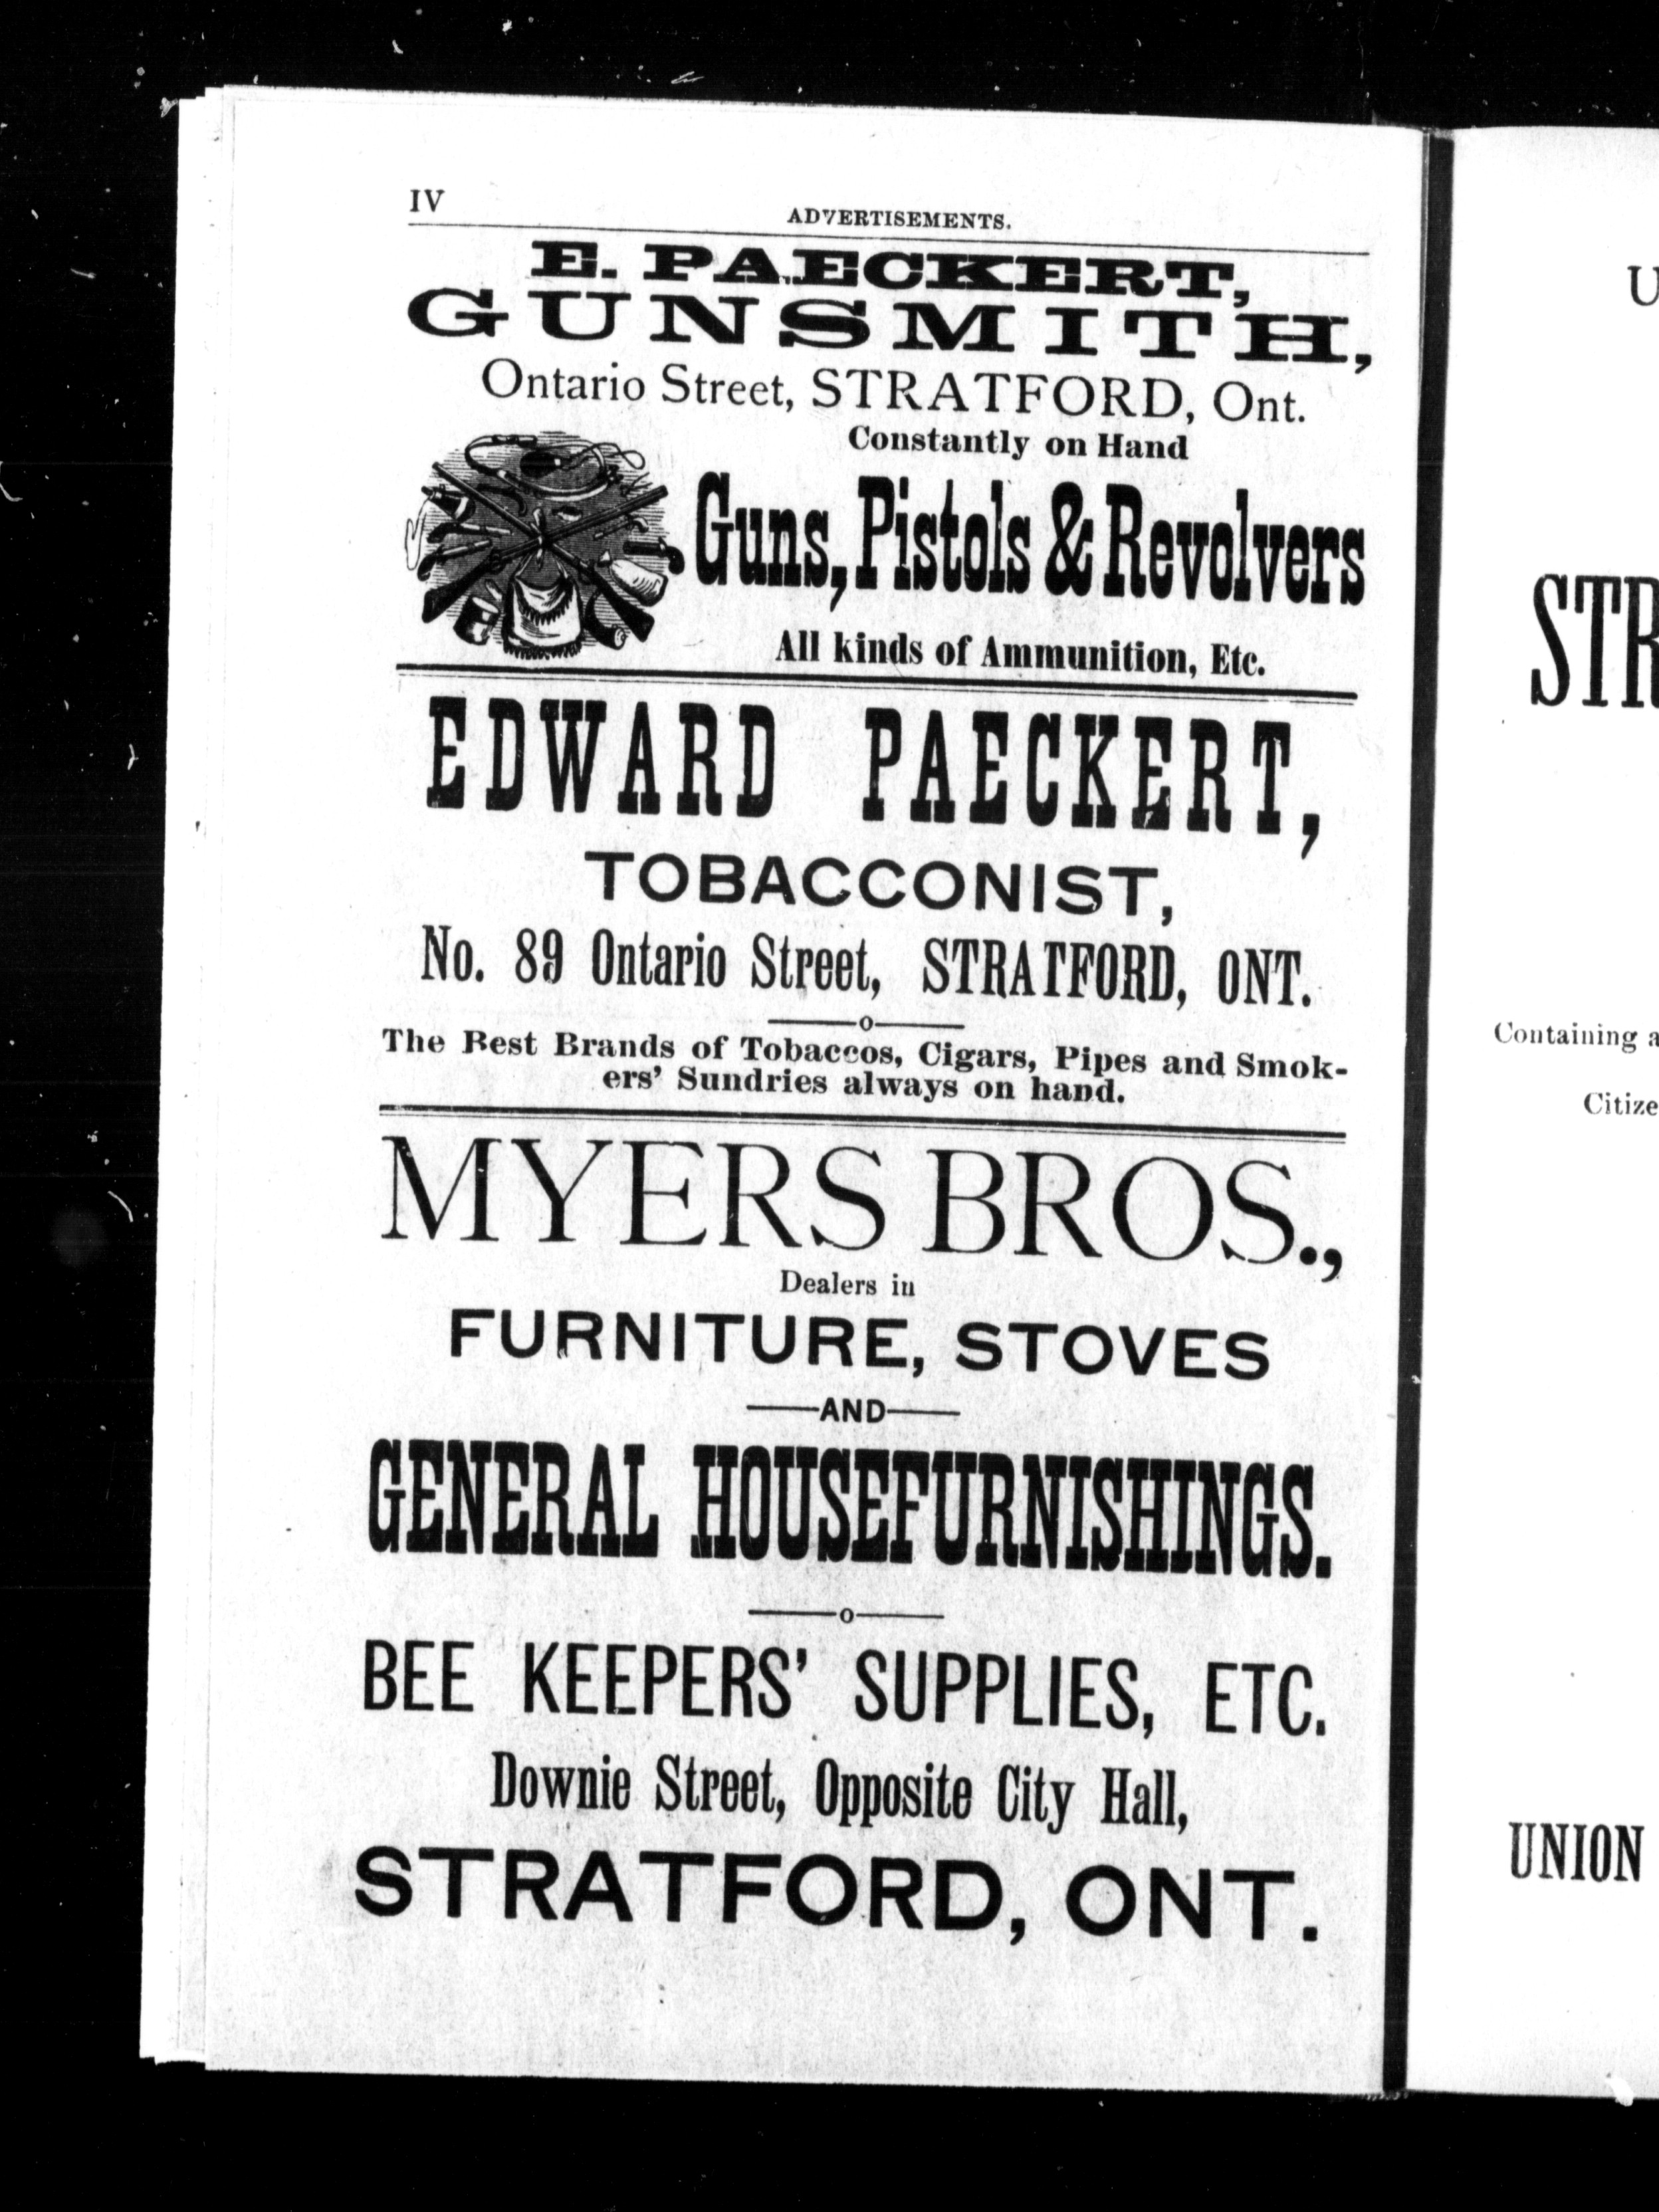 IV
ADVERTISEMENTS.
E. PAECKERT,
GUNSMITH,
Ontario Street, STRATFORD, Ont.
Constantly on Hand
Guns, Pistols & Revolvers
All kinds of Ammunition, Etc.
EDWARD PAECKERT,
TOBACCONIST,
No. 89 Ontario Street, STRATFORD, ONT.
o
The Best Brands of Tobaccos, Cigars, Pipes and Smok-
ers' Sundries always on hand.
MYERS BROS.,
Dealers in
FURNITURE, STOVES
AND
GENERAL HOUSEFURNISHINGS.
o
BEE KEEPERS' SUPPLIES, ETC.
Downie Street, Opposite City Hall,
STRATFORD, ONT.
U
STR
Containing a
Citize
UNION